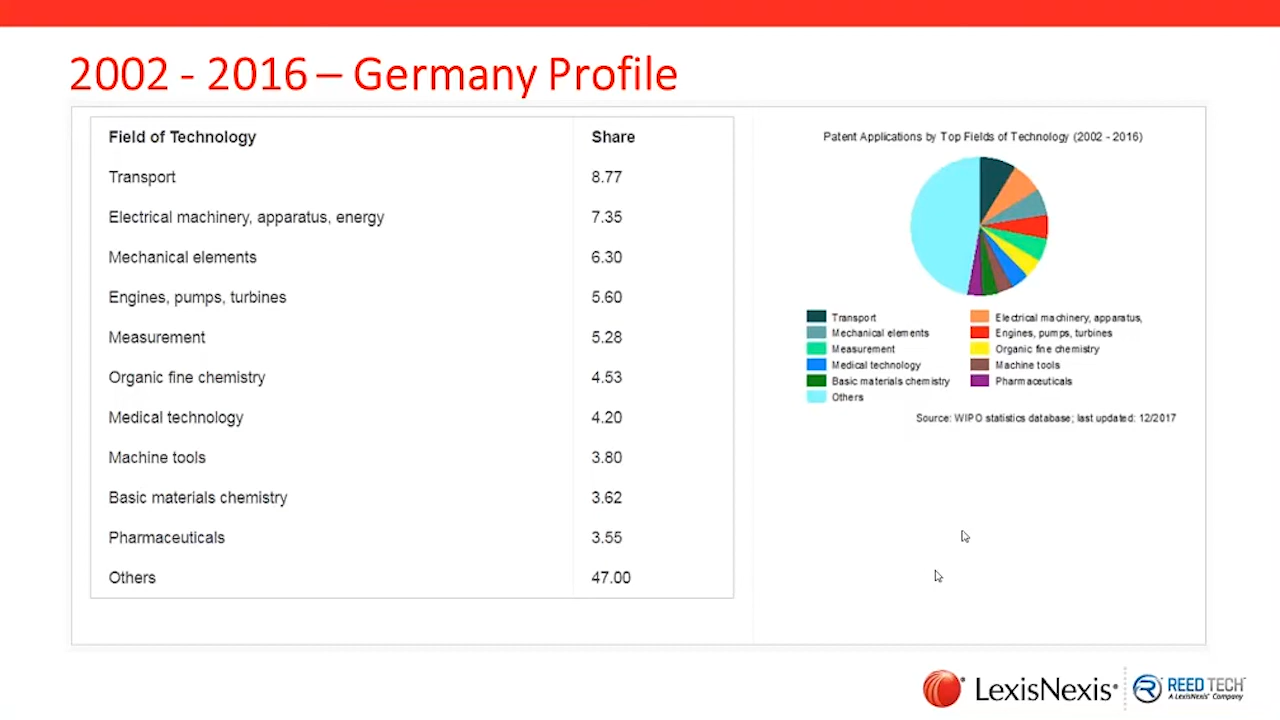 2002 - 2016 – Germany Profile
Field of Technology Share
Transport 8.77
Electrical machinery, apparatus, energy 7.35
Mechanical elements 6.30
Engines, pumps, turbines 5.60
Measurement 5.28
Organic fine chemistry 4.53
Medical technology 4.20
Machine tools 3.80
Basic materials chemistry 3.62
Pharmaceuticals 3.55
Others 47.00
Patent Applications by Top Fields of Technology (2002 - 2016)
Transport Electrical machinery, apparatus,
Mechanical elements Engines, pumps, turbines
Measurement Organic fine chemistry
Medical technology Machine tools
Basic materials chemistry Pharmaceuticals
Others
Source: WIPO statistics database; last updated: 12/2017
LexisNexis® REED TECH™
A LexisNexis® Company